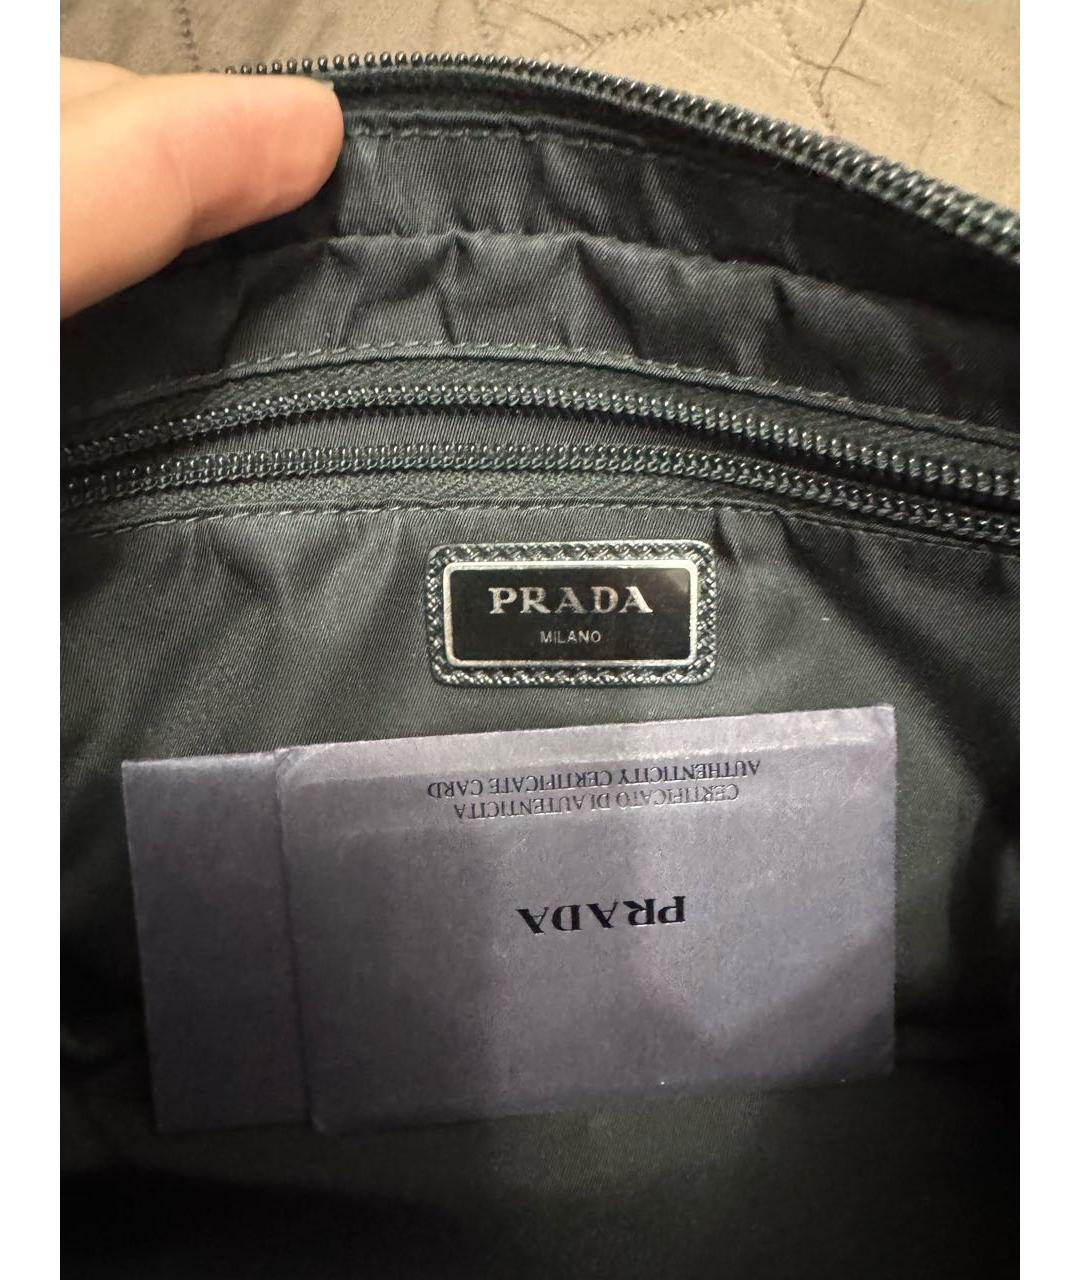 PRADA
MILANO
PRADA
CERTIFICATO DI AUTENTICITA
AUTHENTICITY CERTIFICATE CARD